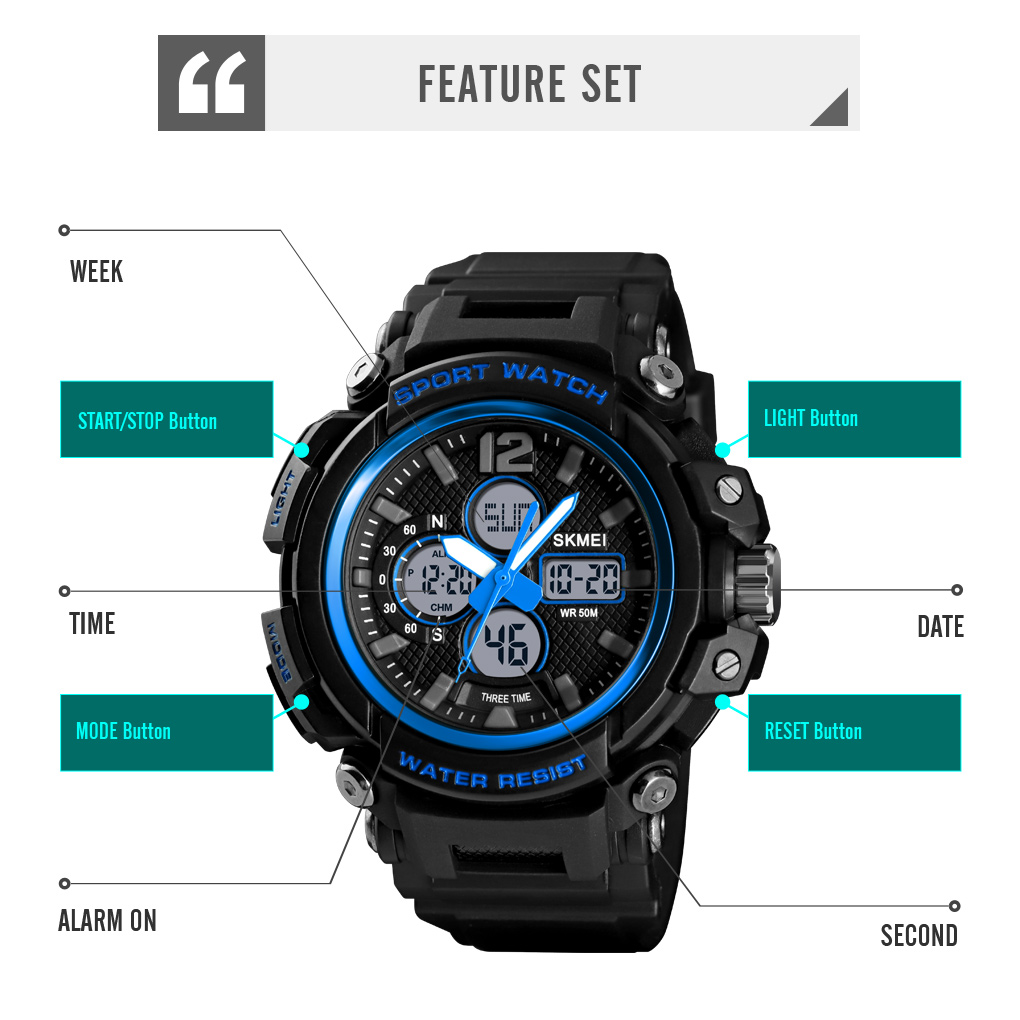 “ FEATURE SET
WEEK
SPORT WATCH
START/STOP Button
LIGHT Button
12
LIGHT
SUN
60 N
SKMEI
30
AL
0
P 12:20
10-20
30
CHM
WR 50M
60 S
TIME
DATE
46
MODE
THREE TIME
MODE Button
RESET Button
WATER RESIST
ALARM ON
SECOND